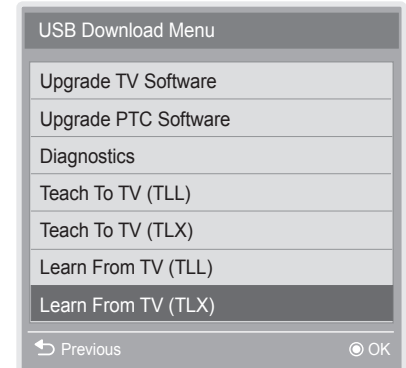 USB Download Menu
Upgrade TV Software
Upgrade PTC Software
Diagnostics
Teach To TV (TLL)
Teach To TV (TLX)
Learn From TV (TLL)
Learn From TV (TLX)
Previous
OK